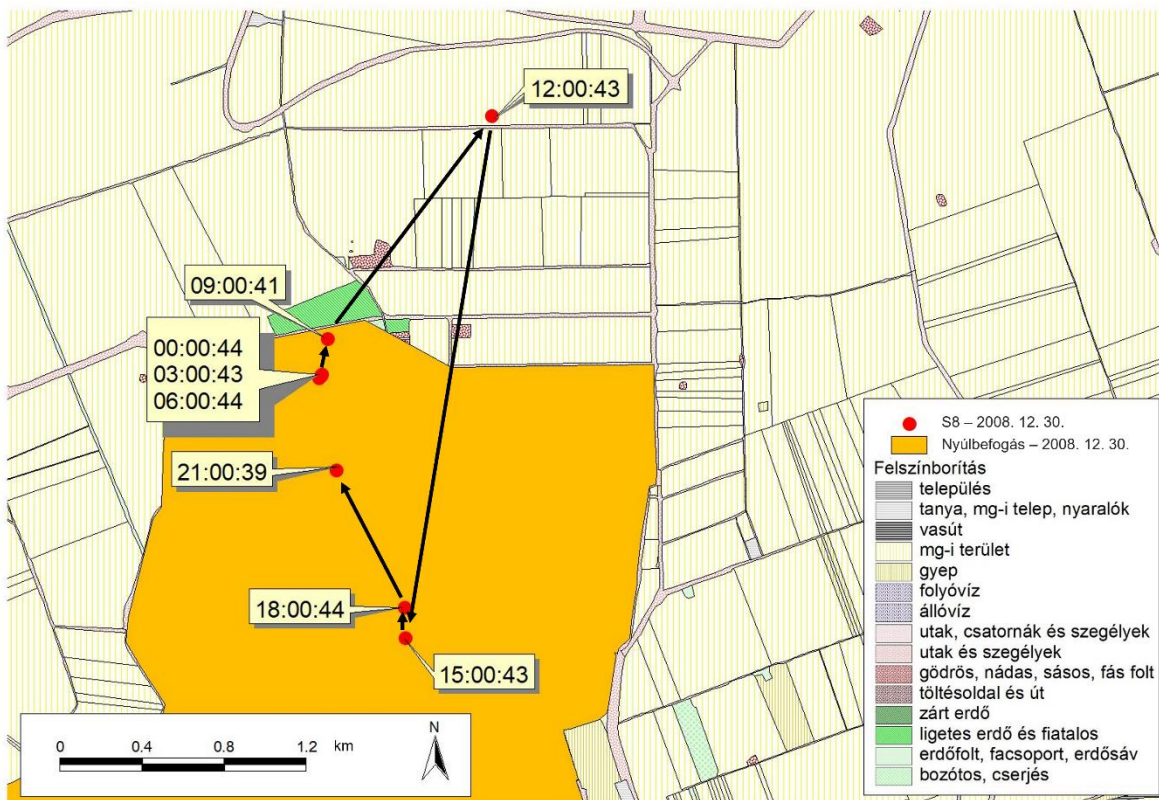 12:00:43
09:00:41
00:00:44
03:00:43
06:00:44
21:00:39
18:00:44
15:00:43
S8 – 2008. 12. 30.
Nyúlbefogás – 2008. 12. 30.
Felszínborítás
település
tanya, mg-i telep, nyaralók
vasút
mg-i terület
gyep
folyóvíz
állóvíz
utak, csatornák és szegélyek
utak és szegélyek
gödrös, nádas, sásos, fás folt
töltésoldal és út
zárt erdő
ligetes erdő és fiatalos
erdőfolt, facsoport, erdősáv
bozótos, cserjés
N
0 0.4 0.8 1.2 km